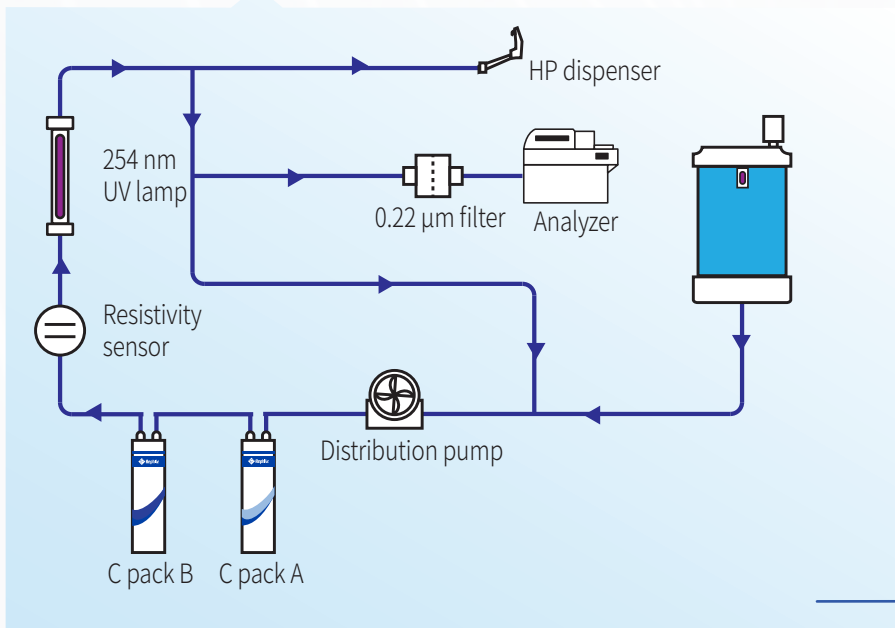 HP dispenser
254 nm
UV lamp
0.22 µm filter
Analyzer
Resistivity
sensor
Distribution pump
C pack B
C pack A